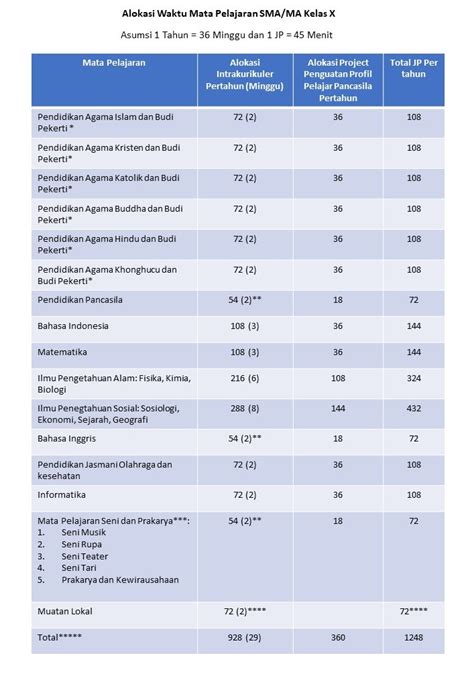 Alokasi Waktu Mata Pelajaran SMA/MA Kelas X
Asumsi 1 Tahun = 36 Minggu dan 1 JP = 45 Menit
Mata Pelajaran
Alokasi
Intrakurikuler
Pertahun (Minggu)
Alokasi Project
Penguatan Profil
Pelajar Pancasila
Pertahun
Total JP Per
tahun
Pendidikan Agama Islam dan Budi
Pekerti * 
72 (2)
36
108
Pendidikan Agama Kristen dan Budi
Pekerti*
72 (2)
36
108
Pendidikan Agama Katolik dan Budi
Pekerti*
72 (2)
36
108
Pendidikan Agama Buddha dan Budi
Pekerti*
72 (2)
36
108
Pendidikan Agama Hindu dan Budi
Pekerti*
72 (2)
36
108
Pendidikan Agama Khonghucu dan
Budi Pekerti*
72 (2)
36
108
Pendidikan Pancasila
54 (2)**
18
72
Bahasa Indonesia
108 (3)
36
144
Matematika
108 (3)
36
144
Ilmu Pengetahuan Alam: Fisika, Kimia,
Biologi
216 (6)
108
324
Ilmu Penegtahuan Sosial: Sosiologi,
Ekonomi, Sejarah, Geografi
288 (8)
144
432
Bahasa Inggris
54 (2)**
18
72
Pendidikan Jasmani Olahraga dan
kesehatan
72 (2)
36
108
Informatika
72 (2)
36
108
Mata Pelajaran Seni dan Prakarya***:
1. Seni Musik
2. Seni Rupa
3. Seni Teater
4. Seni Tari
5. Prakarya dan Kewirausahaan
54 (2)**
18
72
Muatan Lokal
72 (2)****
72****
Total*****
928 (29)
360
1248